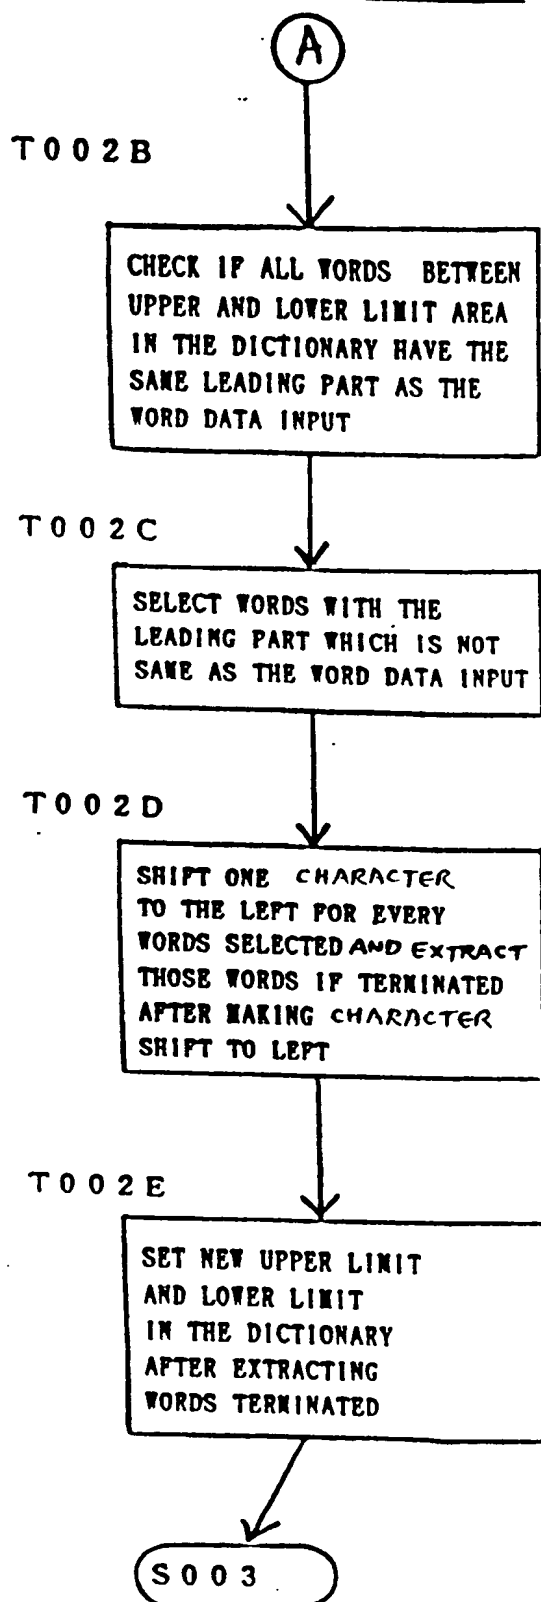 A
T002B
CHECK IF ALL WORDS BETWEEN
UPPER AND LOWER LIMIT AREA
IN THE DICTIONARY HAVE THE
SAME LEADING PART AS THE
WORD DATA INPUT
T002C
SELECT WORDS WITH THE
LEADING PART WHICH IS NOT
SAME AS THE WORD DATA INPUT
T002D
SHIFT ONE CHARACTER
TO THE LEFT FOR EVERY
WORDS SELECTED AND EXTRACT
THOSE WORDS IF TERMINATED
AFTER MAKING CHARACTER
SHIFT TO LEFT
T002E
SET NEW UPPER LIMIT
AND LOWER LIMIT
IN THE DICTIONARY
AFTER EXTRACTING
WORDS TERMINATED
S003